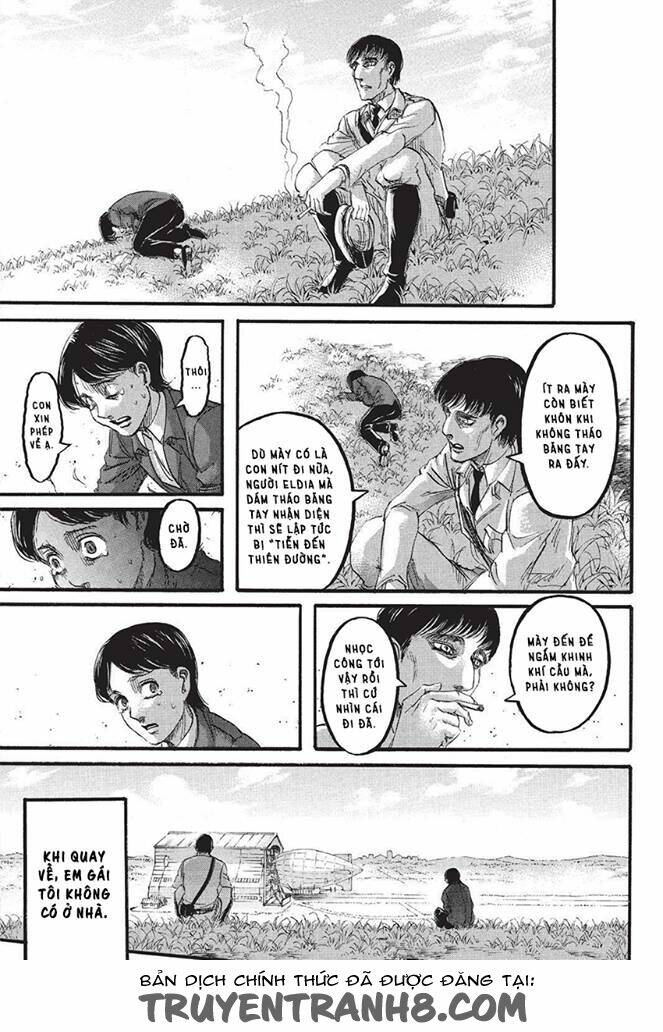 ÍT RA MÀY
CÒN BIẾT
KHÔN KHI
KHÔNG THÁO
BĂNG TAY
RA ĐẤY.
DÙ MÀY CÓ LÀ
CON NÍT ĐI NỮA,
NGƯỜI ELDIA MÀ
DÁM THÁO BĂNG
TAY NHẬN DIỆN
THÌ SẼ LẬP TỨC
BỊ "TIỄN ĐẾN
THIÊN ĐƯỜNG".
THÔI
...
CON
XIN
PHÉP
VỀ Ạ.
CHỜ
ĐÃ.
MÀY ĐẾN ĐỂ
NGẮM KHINH
KHÍ CẦU MÀ,
PHẢI KHÔNG?
NHỌC
CÔNG TỚI
VẬY RỒI
THÌ CỨ
NHÌN CÁI
ĐI ĐÃ.
KHI QUAY
VỀ, EM GÁI
TÔI KHÔNG
CÓ Ở NHÀ.
BẢN DỊCH CHÍNH THỨC ĐÃ ĐƯỢC ĐĂNG TẠI:
TRUYENTRANH8.COM